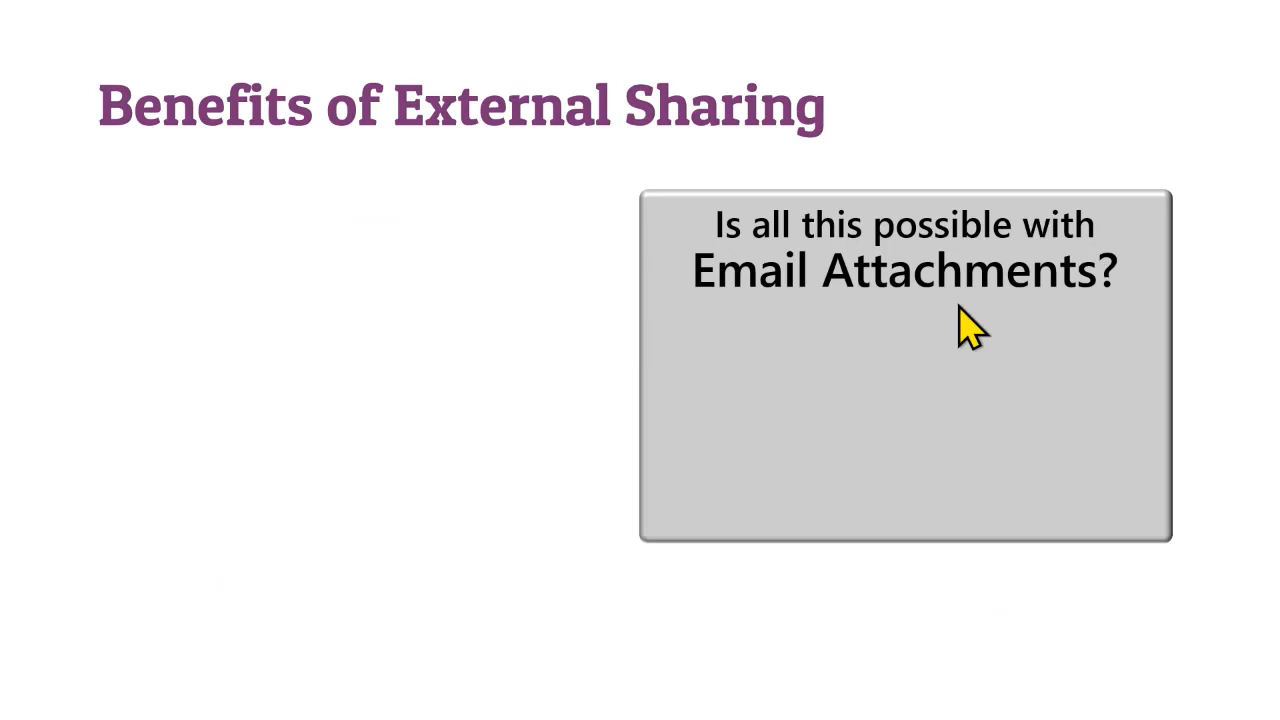 Benefits of External Sharing
Is all this possible with
Email Attachments?